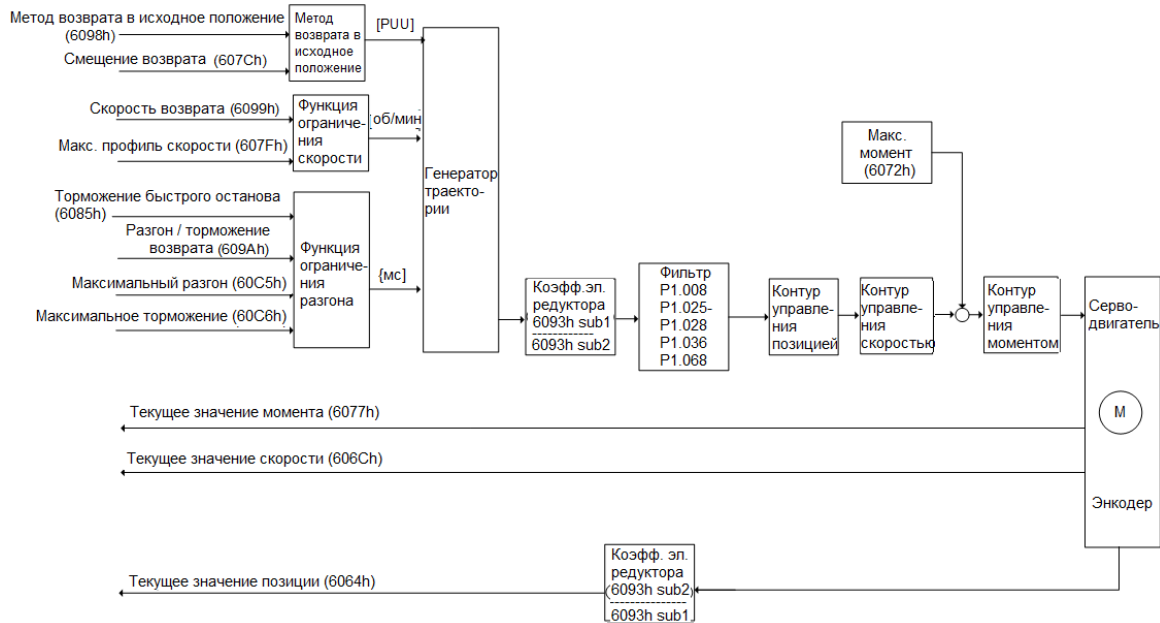 Метод возврата в исходное положение
(6098h)
Смещение возврата (607Ch)
Метод
возврата в
исходное
положение
[PUU]
Скорость возврата (6099h)
Макс. профиль скорости (607Fh)
Функция
ограниче-
ния
скорости
[об/мин]
Торможение быстрого останова
(6085h)
Разгон / торможение
возврата (609Ah)
Максимальный разгон (60C5h)
Максимальное торможение (60C6h)
Функция
ограниче-
ния
разгона
{мс]
Генератор
траекто-
рии
Коэфф.эл.
редуктора
6093h sub1
-------------
6093h sub2
Фильтр
P1.008
P1.025-
P1.028
P1.036
P1.068
Контур
управле-
ния
позицией
Контур
управле-
ния
скоростью
Макс.
момент
(6072h)
Контур
управле-
ния
моментом
Серво-
двигатель
M
Энкодер
Текущее значение момента (6077h)
Текущее значение скорости (606Ch)
Текущее значение позиции (6064h)
Коэфф. эл.
редуктора
(6093h sub2)
--------------
6093h sub1